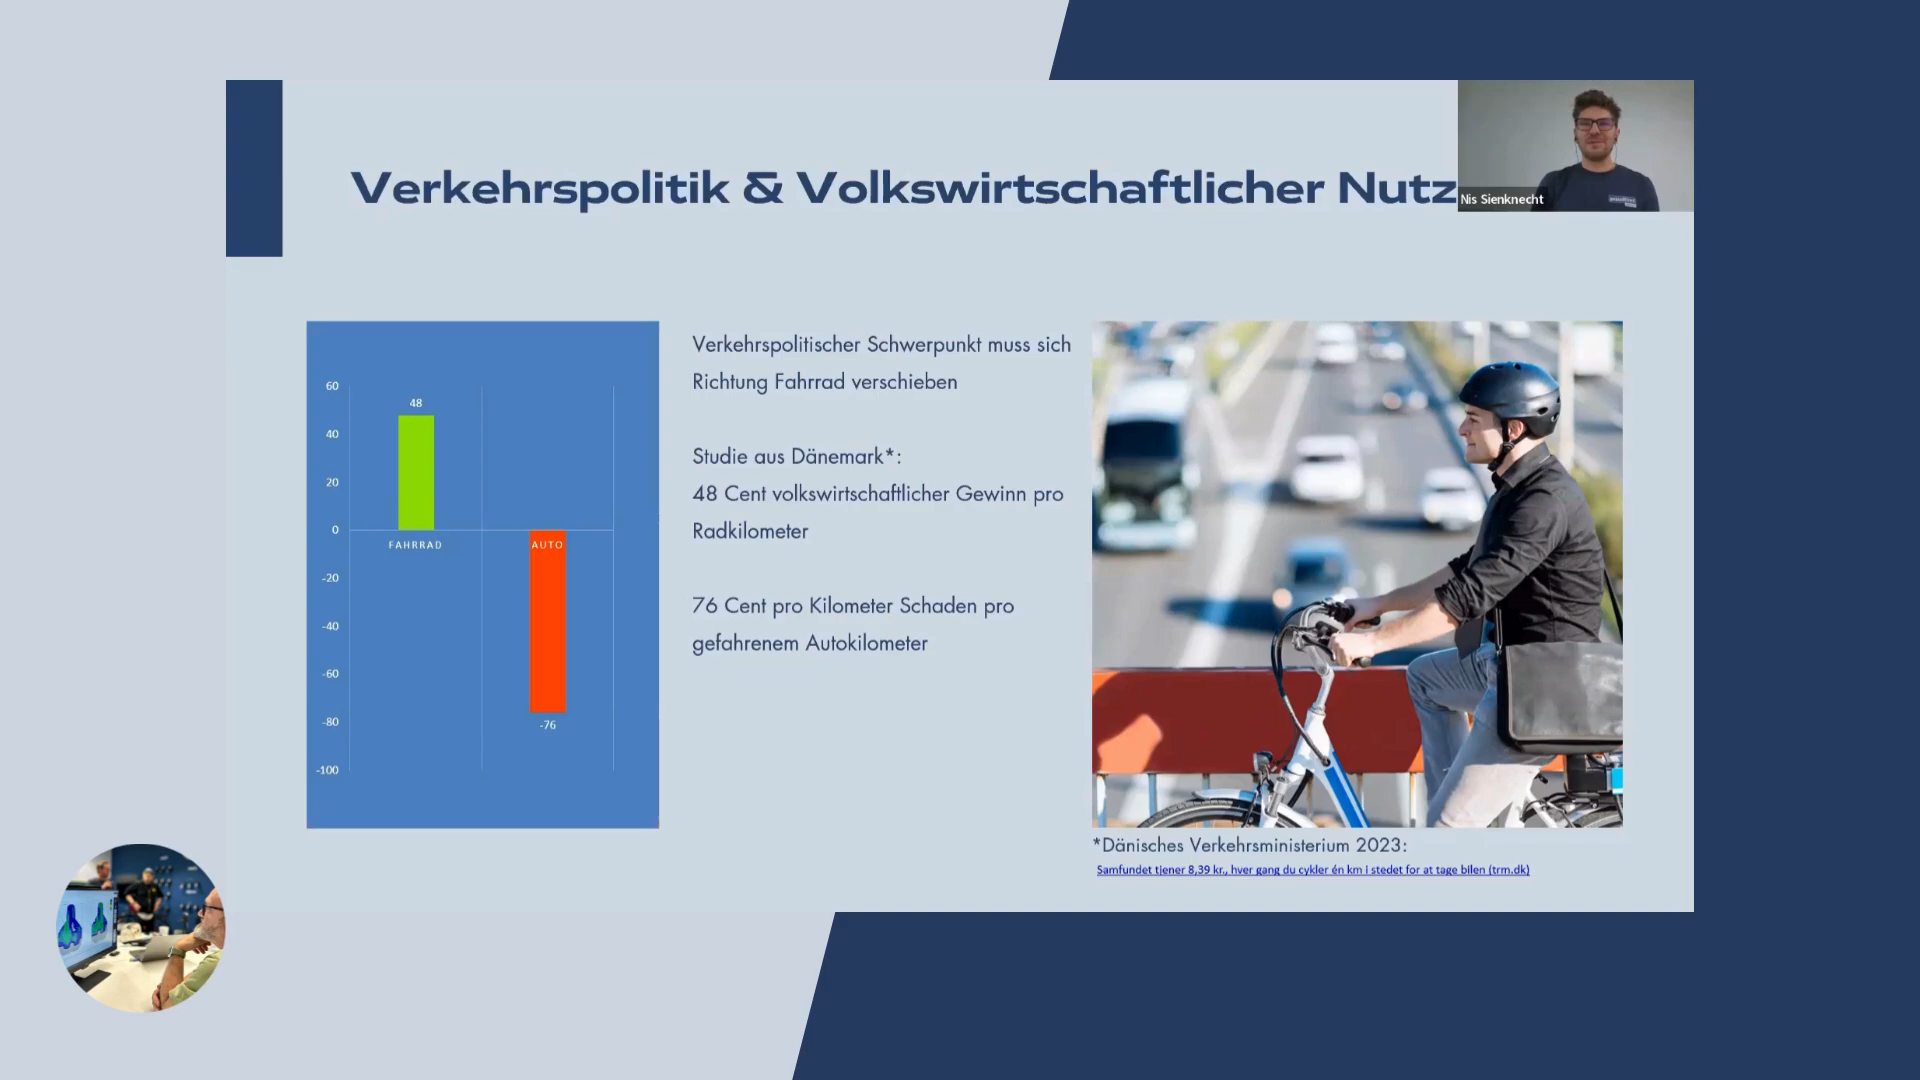 Verkehrspolitik & Volkswirtschaftlicher Nutz
Nis Sienknecht
60
48
40
20
0
FAHRRAD
AUTO
-20
-40
-60
-80
-76
-100
Verkehrspolitischer Schwerpunkt muss sich
Richtung Fahrrad verschieben
Studie aus Dänemark*:
48 Cent volkswirtschaftlicher Gewinn pro
Radkilometer
76 Cent pro Kilometer Schaden pro
gefahrenem Autokilometer
*Dänisches Verkehrsministerium 2023:
Samfundet tjener 8,39 kr., hver gang du cykler én km i stedet for at tage bilen (trm.dk)